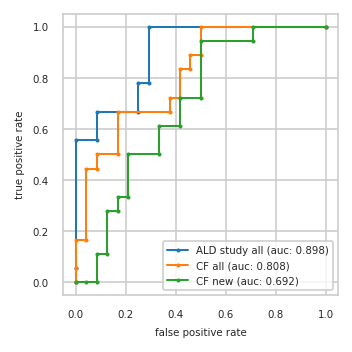 1.0
0.8
0.6
0.4
0.2
0.0
true positive rate
ALD study all (auc: 0.898)
CF all (auc: 0.808)
CF new (auc: 0.692)
0.0 0.2 0.4 0.6 0.8 1.0
false positive rate